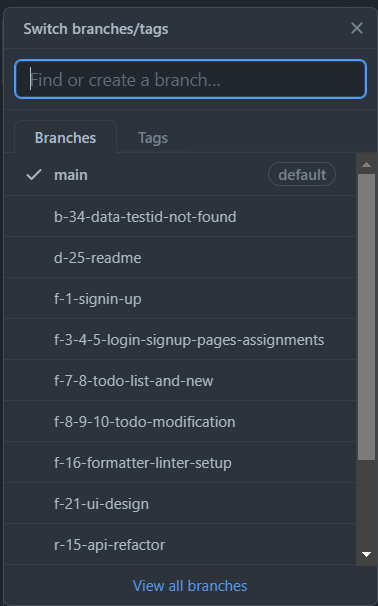 Switch branches/tags
Find or create a branch...
Branches Tags
main default
b-34-data-testid-not-found
d-25-readme
f-1-signin-up
f-3-4-5-login-signup-pages-assignments
f-7-8-todo-list-and-new
f-8-9-10-todo-modification
f-16-formatter-linter-setup
f-21-ui-design
r-15-api-refactor
View all branches